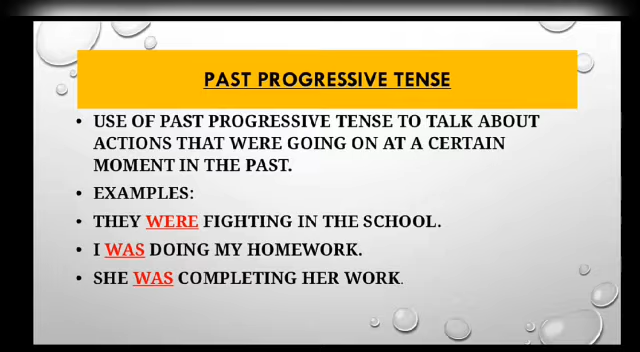 PAST PROGRESSIVE TENSE
• USE OF PAST PROGRESSIVE TENSE TO TALK ABOUT
ACTIONS THAT WERE GOING ON AT A CERTAIN
MOMENT IN THE PAST.
• EXAMPLES:
• THEY WERE FIGHTING IN THE SCHOOL.
• I WAS DOING MY HOMEWORK.
• SHE WAS COMPLETING HER WORK.